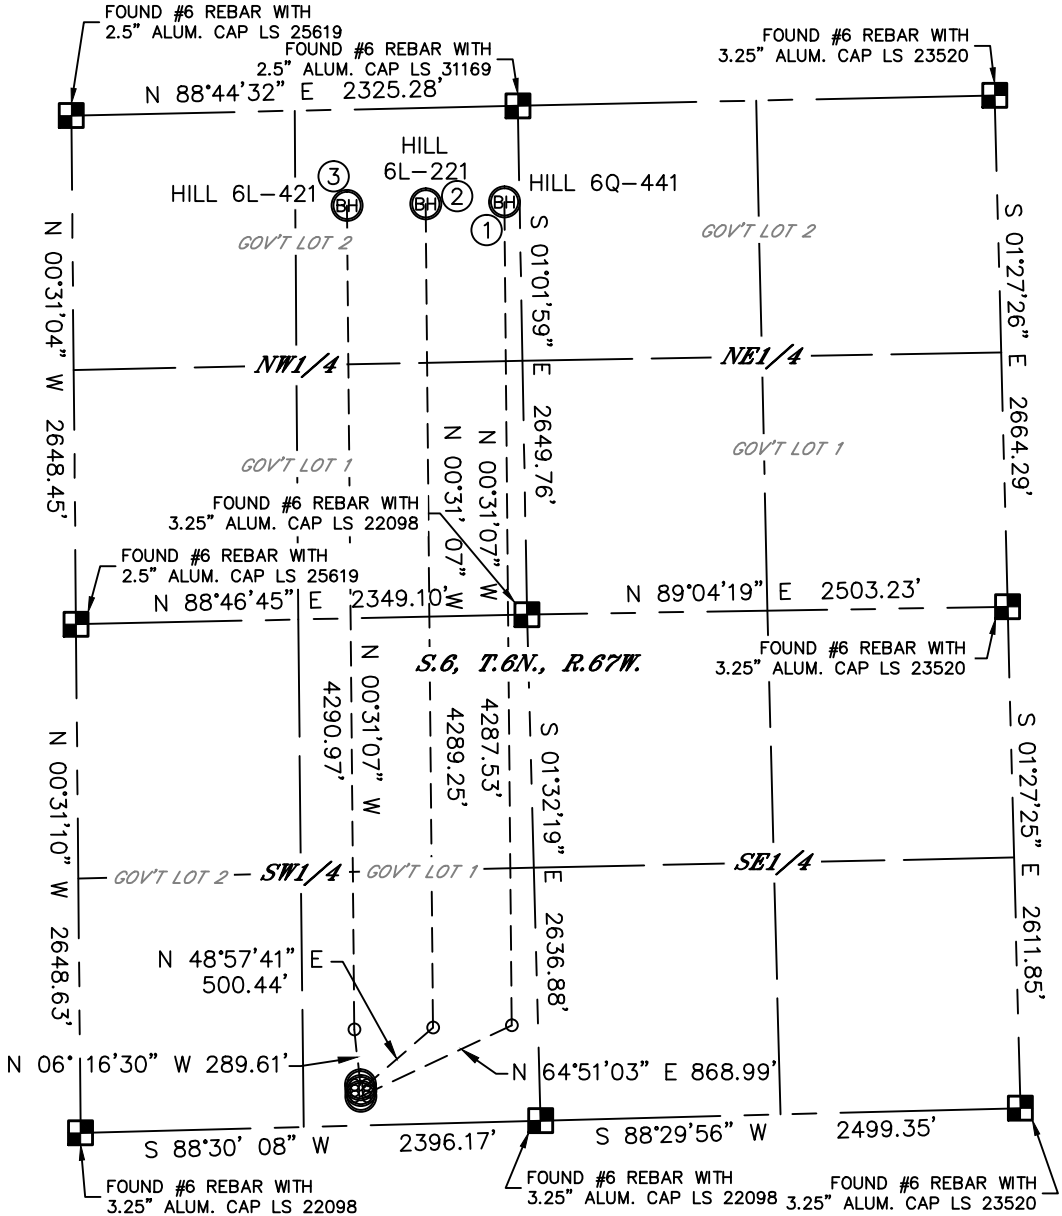 FOUND #6 REBAR WITH
2.5" ALUM. CAP LS 25619
FOUND #6 REBAR WITH
2.5" ALUM. CAP LS 31169
FOUND #6 REBAR WITH
3.25" ALUM. CAP LS 23520
N 88°44'32" E 2325.28'
HILL
6L-221
HILL 6L-421
3
BH
BH
2
BH
1
HILL 6Q-441
GOV'T LOT 2
GOV'T LOT 2
N 00°31'04" W 2648.45'
S 01°01'59" E 2649.76'
S 01°27'26" E 2664.29'
NW1/4
NE1/4
GOV'T LOT 1
GOV'T LOT 1
N 00°31'07" W
N 00°31'07" W
FOUND #6 REBAR WITH
3.25" ALUM. CAP LS 22098
FOUND #6 REBAR WITH
2.5" ALUM. CAP LS 25619
N 88°46'45" E 2349.10'
N 89°04'19" E 2503.23'
FOUND #6 REBAR WITH
3.25" ALUM. CAP LS 23520
S.6, T.6N., R.67W.
N 00°31'07" W
4290.97'
4289.25'
4287.53'
N 00°31'10" W 2648.63'
S 01°32'19" E 2636.88'
S 01°27'25" E 2611.85'
GOV'T LOT 2
SW1/4
GOV'T LOT 1
SE1/4
N 48°57'41" E
500.44'
N 06° 16'30" W 289.61'
N 64°51'03" E 868.99'
S 88°30' 08" W 2396.17'
S 88°29'56" W 2499.35'
FOUND #6 REBAR WITH
3.25" ALUM. CAP LS 22098
FOUND #6 REBAR WITH
3.25" ALUM. CAP LS 22098
FOUND #6 REBAR WITH
3.25" ALUM. CAP LS 23520